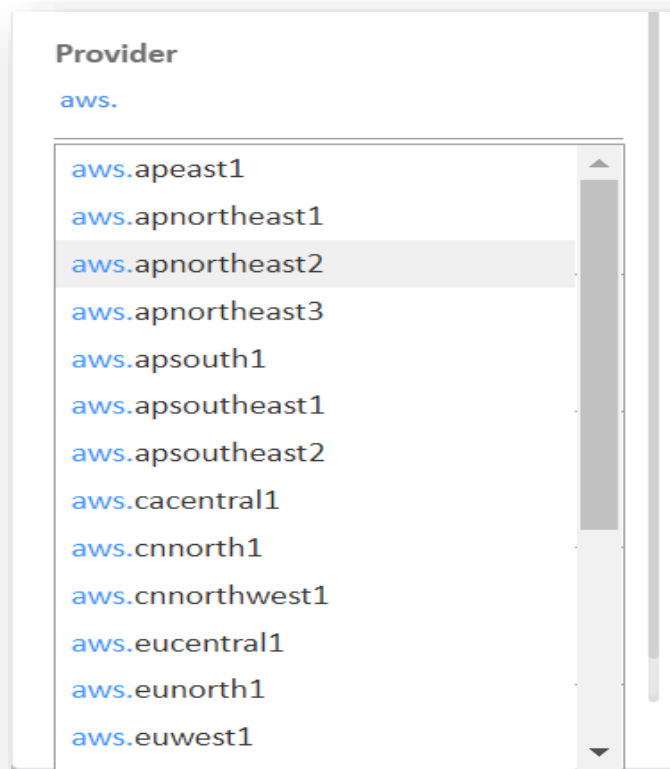 Provider
aws.
aws.apeast1
aws.apnortheast1
aws.apnortheast2
aws.apnortheast3
aws.apsouth1
aws.apsoutheast1
aws.apsoutheast2
aws.cacentral1
aws.cnnorth1
aws.cnnorthwest1
aws.eucentral1
aws.eunorth1
aws.euwest1